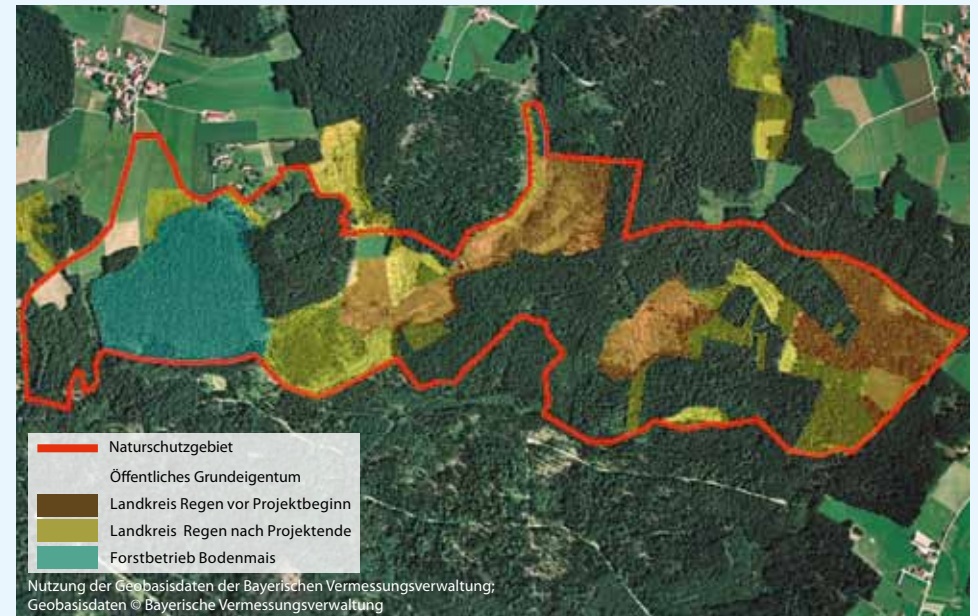 Naturschutzgebiet
Öffentliches Grundeigentum
Landkreis Regen vor Projektbeginn
Landkreis Regen nach Projektende
Forstbetrieb Bodenmais
Nutzung der Geobasisdaten der Bayerischen Vermessungsverwaltung;
Geobasisdaten © Bayerische Vermessungsverwaltung